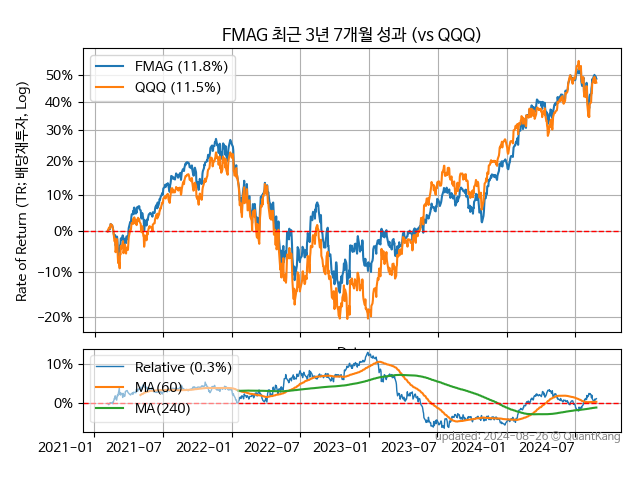 FMAG 최근 3년 7개월 성과 (vs QQQ)
Rate of Return (TR: 배당재투자, Log)
50%
40%
30%
20%
10%
0%
−10%
−20%
FMAG (11.8%)
QQQ (11.5%)
10%
0%
Relative (0.3%)
MA(60)
MA(240)
2021−01 2021−07 2022−01 2022−07 2023−01 2023−07 2024−01 2024−07
updated: 2024-08-26 © QuantKang